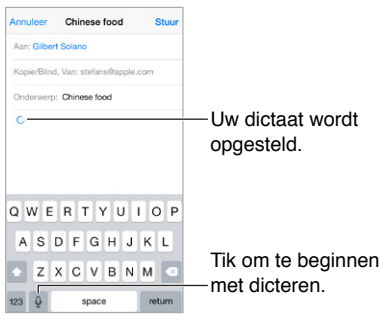 Annuleer Chinese food Stuur
Aan: Gilbert Solano
Kopie/Blind, Van: stefans@apple.com
Onderwerp: Chinese food
Uw dictaat wordt
opgesteld.
Q W E R T Y U I O P
A S D F G H J K L
Z X C V B N M
123 space return
Tik om te beginnen
met dicteren.